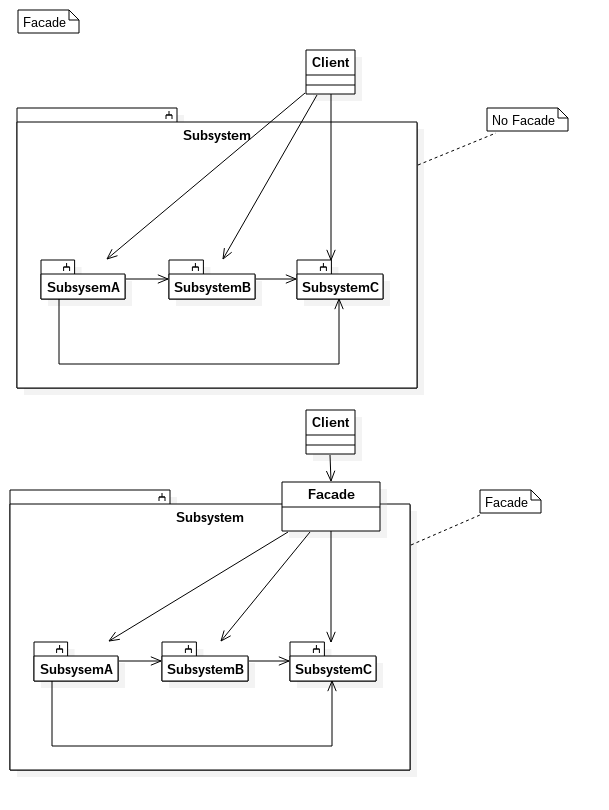 Facade
Client
No Facade
Subsystem
SubsysemA
SubsystemB
SubsystemC
Client
Facade
Facade
Subsystem
SubsysemA
SubsystemB
SubsystemC